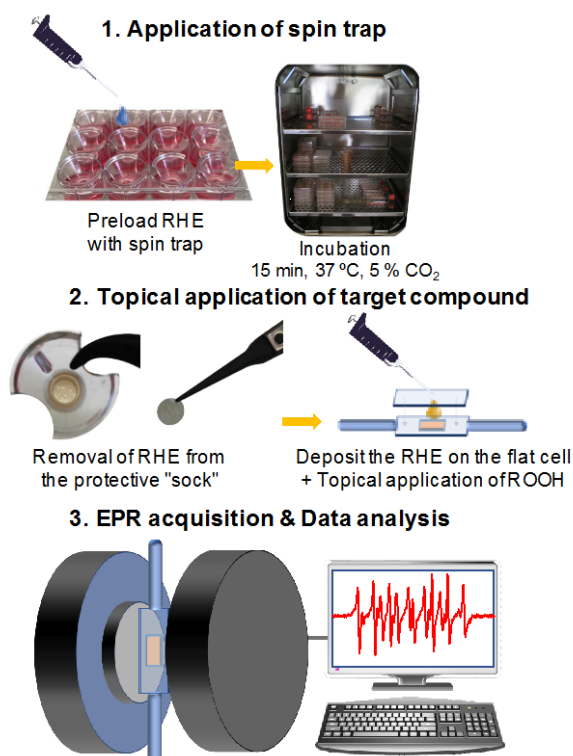 1. Application of spin trap
Preload RHE
with spin trap
Incubation
15 min, 37 ºC, 5 % CO₂
2. Topical application of target compound
Removal of RHE from
the protective "sock"
Deposit the RHE on the flat cell
+ Topical application of ROOH
3. EPR acquisition & Data analysis